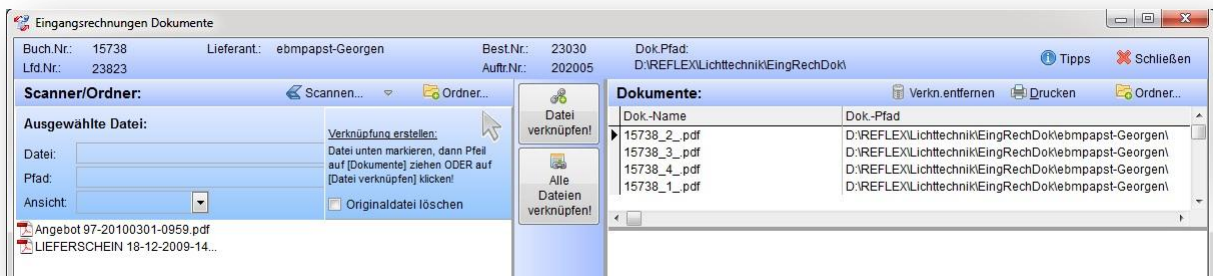 Eingangsrechnungen Dokumente
Buch.Nr.: 15738 Lieferant.: ebmpapst-Georgen Best.Nr.: 23030 Dok.Pfad:
Lfd.Nr.: 23823 Auftr.Nr.: 202005 D:\REFLEX\Lichttechnik\EingRechDok\
Tipps Schließen
Scanner/Ordner: Scannen... Ordner...
Ausgewählte Datei:
Datei:
Pfad:
Ansicht:
Verknüpfung erstellen:
Datei unten markieren, dann Pfeil
auf [Dokumente] ziehen ODER auf
[Datei verknüpfen] klicken!
Originaldatei löschen
Angebot 97-20100301-0959.pdf
LIEFERSCHEIN 18-12-2009-14...
Datei
verknüpfen!
Alle
Dateien
verknüpfen!
Dokumente: Verkn.entfernen Drucken Ordner...
Dok.-Name Dok.-Pfad
15738_2_.pdf D:\REFLEX\Lichttechnik\EingRechDok\ebmpapst-Georgen\
15738_3_.pdf D:\REFLEX\Lichttechnik\EingRechDok\ebmpapst-Georgen\
15738_4_.pdf D:\REFLEX\Lichttechnik\EingRechDok\ebmpapst-Georgen\
15738_1_.pdf D:\REFLEX\Lichttechnik\EingRechDok\ebmpapst-Georgen\